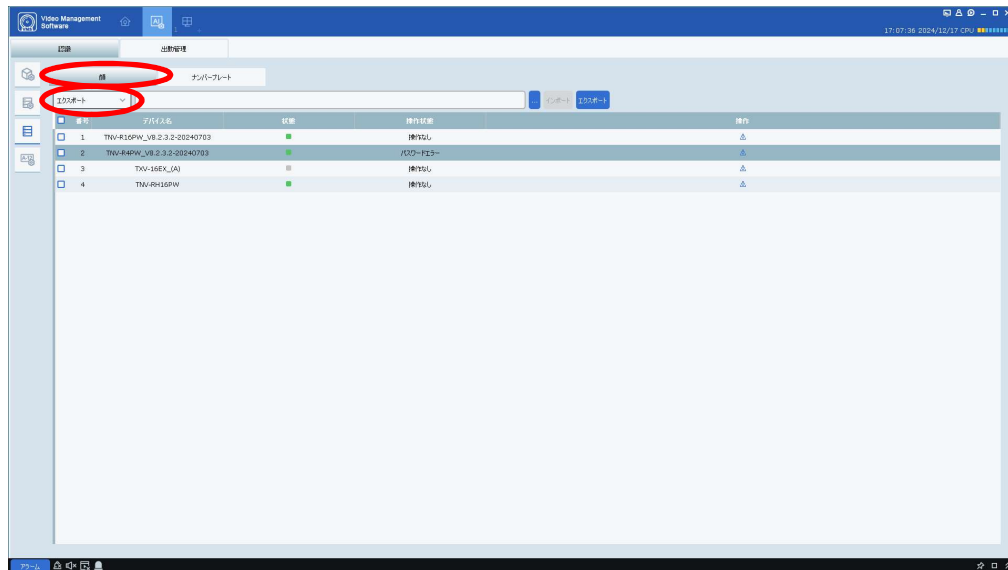 Video Management
Software
AI
1
17:07:36 2024/12/17 CPU
認識 出勤管理
顔 ナンバープレート
エクスポート ... インポート エクスポート
番号 デバイス名 状態 操作状態 操作
1 TNV-R16PW_V8.2.3.2-20240703 操作なし
2 TNV-R4PW_V8.2.3.2-20240703 パスワードエラー
3 TXV-16EX_(A) 操作なし
4 TNV-RH16PW 操作なし
アラーム